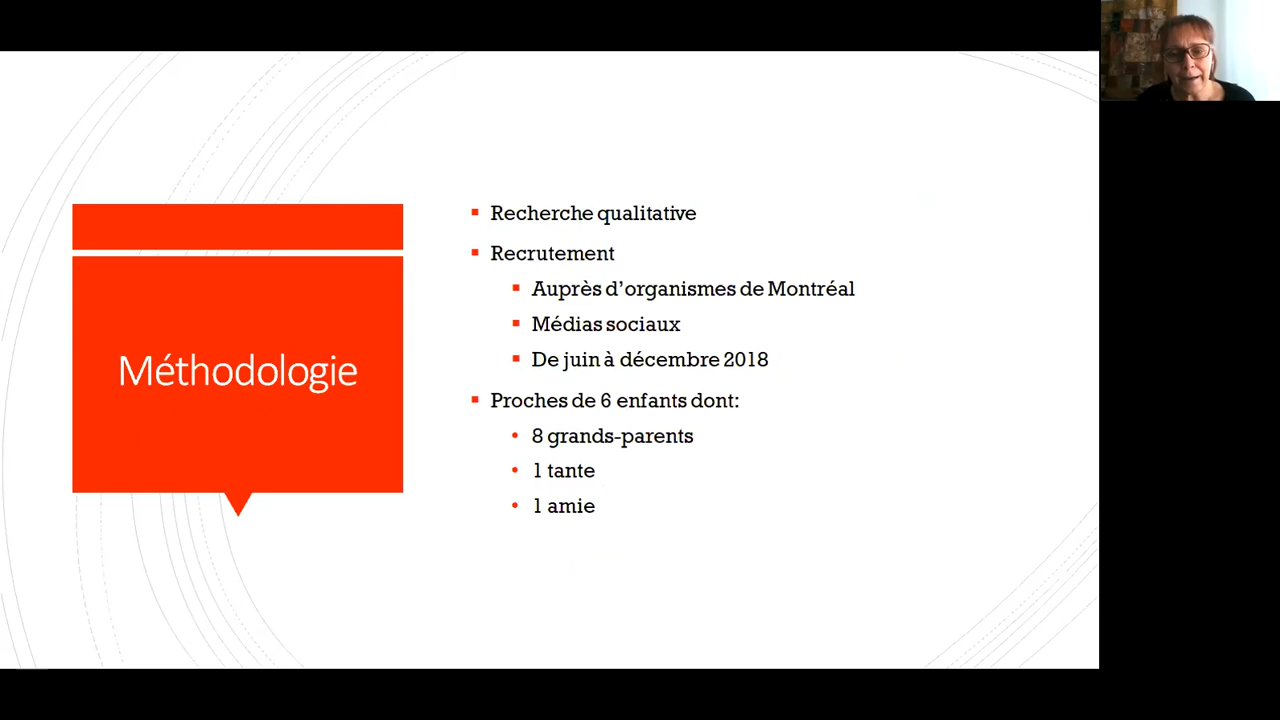 Méthodologie
Recherche qualitative
Recrutement
Auprès d’organismes de Montréal
Médias sociaux
De juin à décembre 2018
Proches de 6 enfants dont:
8 grands-parents
1 tante
1 amie